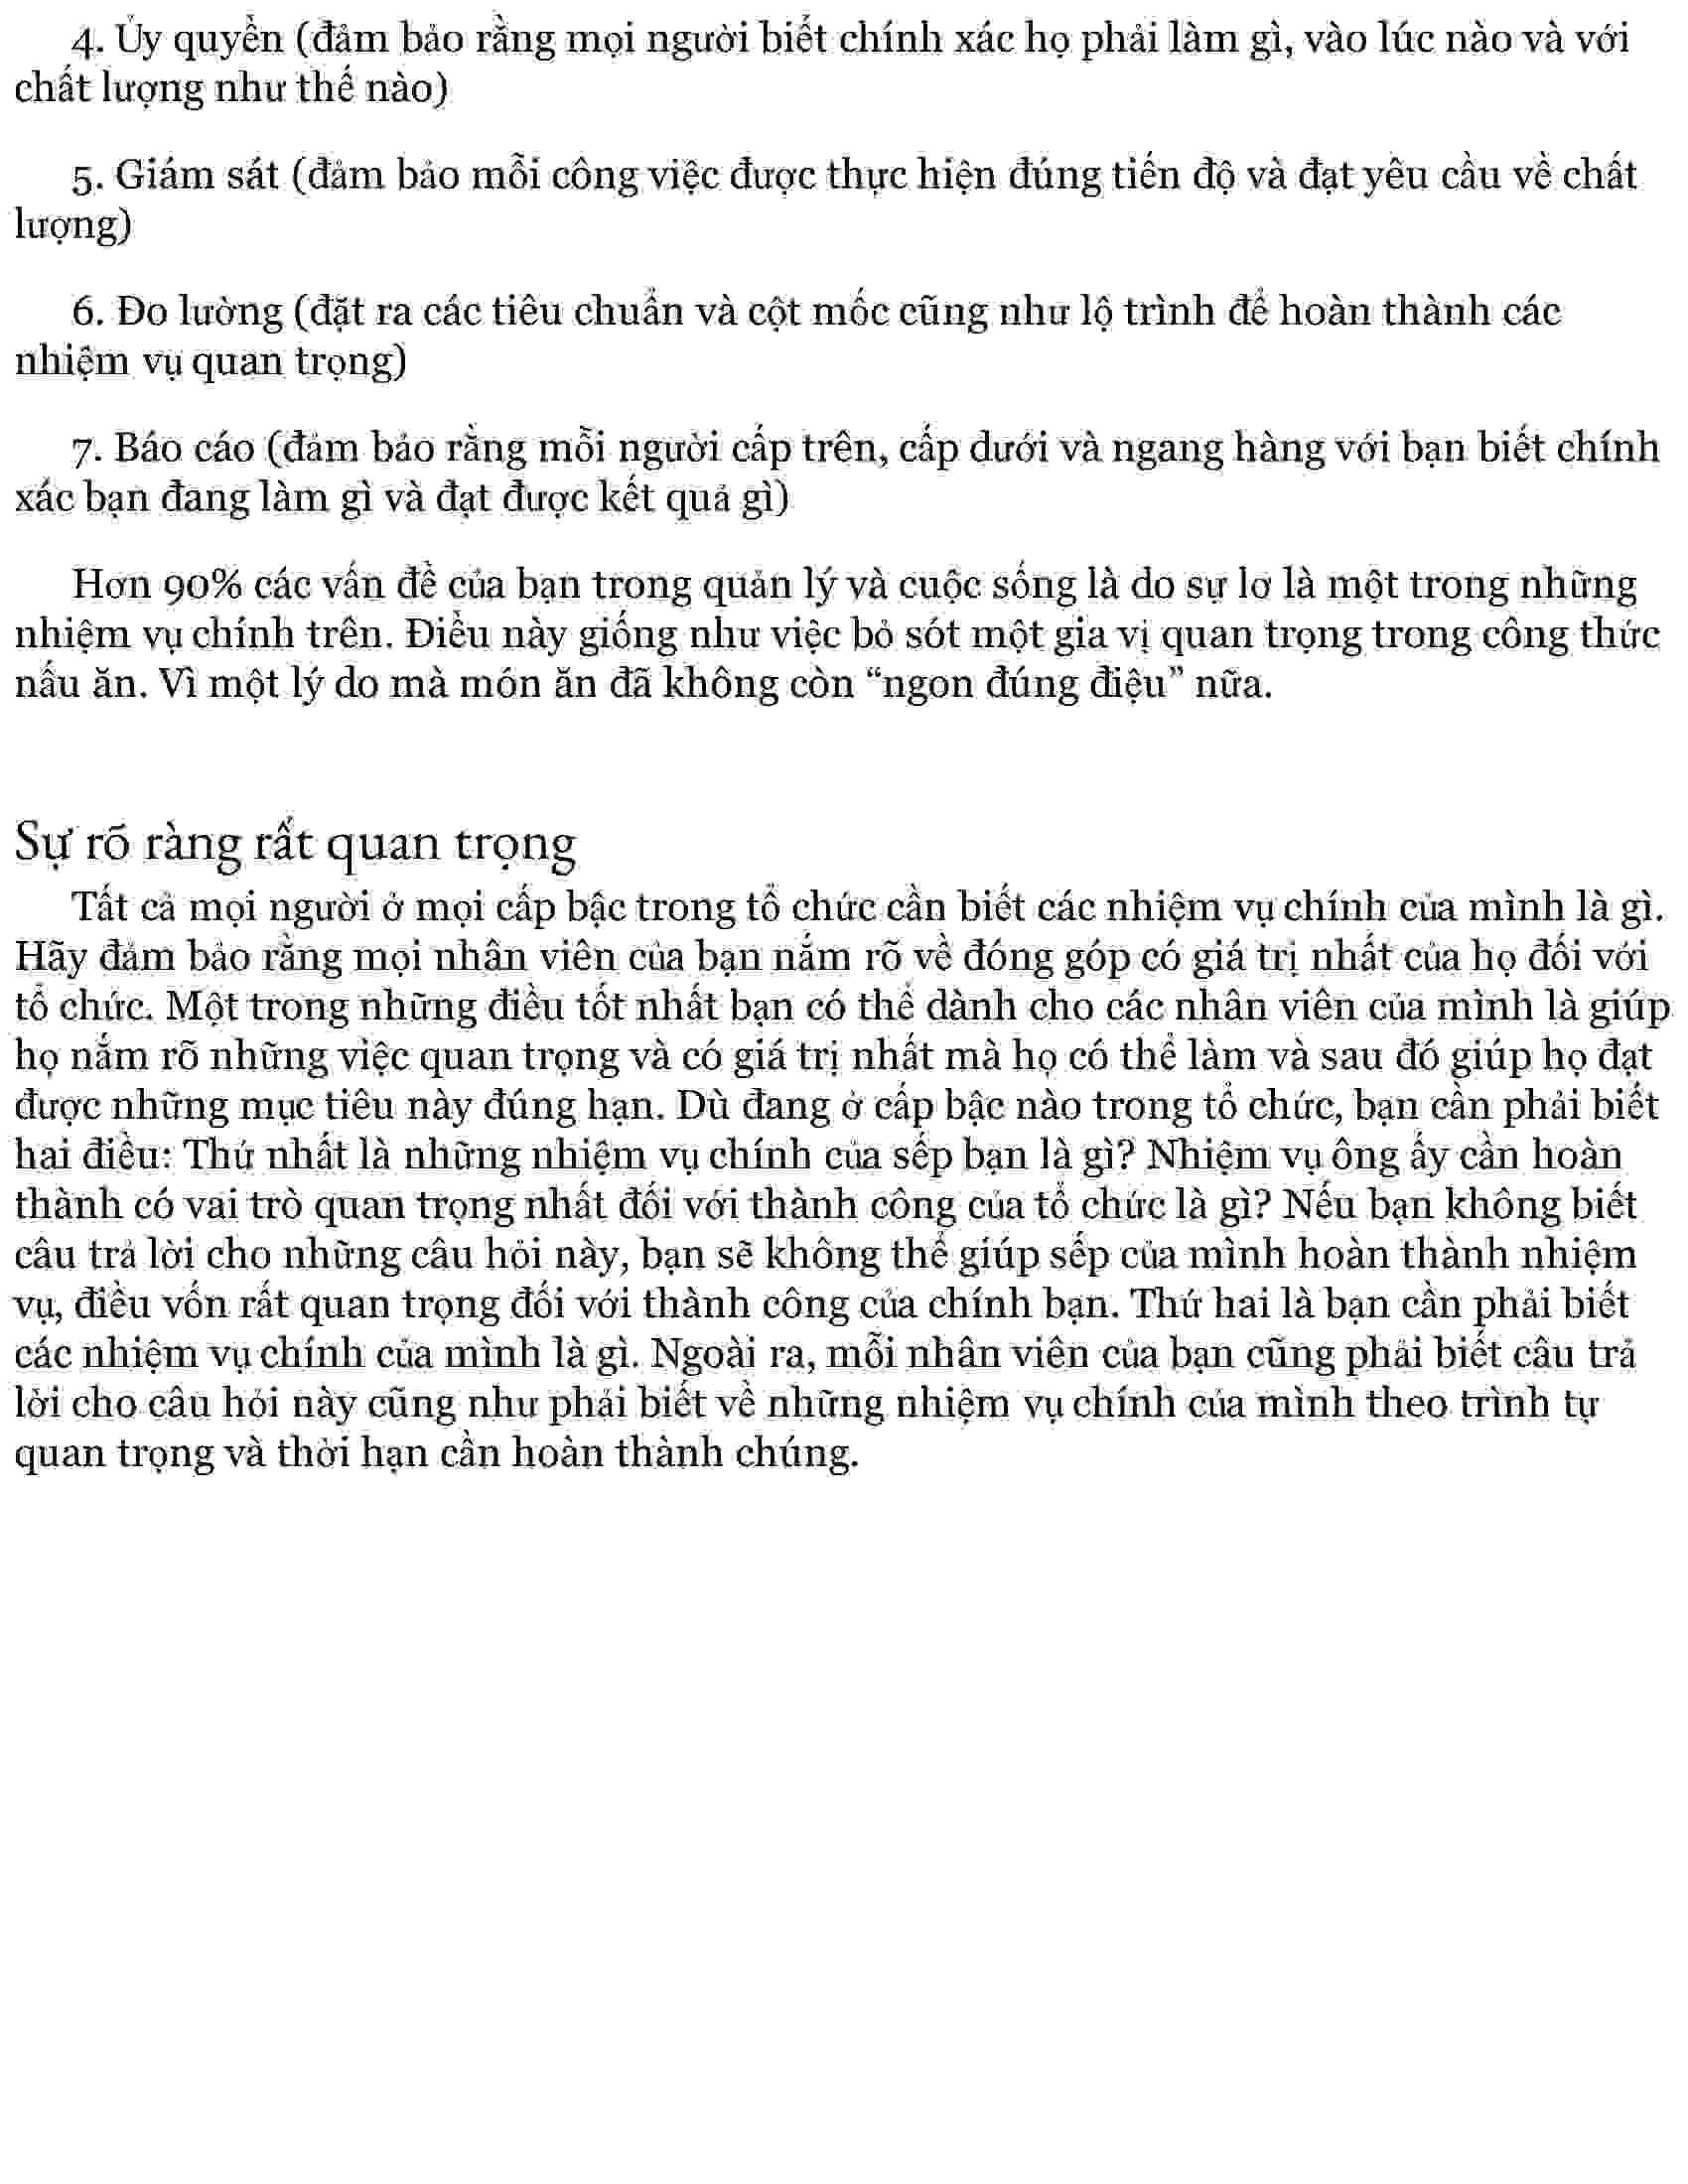 4. Ủy quyền (đảm bảo rằng mọi người biết chính xác họ phải làm gì, vào lúc nào và với
chất lượng như thế nào)
5. Giám sát (đảm bảo mỗi công việc được thực hiện đúng tiến độ và đạt yêu cầu về chất
lượng)
6. Đo lường (đặt ra các tiêu chuẩn và cột mốc cũng như lộ trình để hoàn thành các
nhiệm vụ quan trọng)
7. Báo cáo (đảm bảo rằng mỗi người cấp trên, cấp dưới và ngang hàng với bạn biết chính
xác bạn đang làm gì và đạt được kết quả gì)
Hơn 90% các vấn đề của bạn trong quản lý và cuộc sống là do sự lơ là một trong những
nhiệm vụ chính trên. Điều này giống như việc bỏ sót một gia vị quan trọng trong công thức
nấu ăn. Vì một lý do mà món ăn đã không còn “ngon đúng điệu” nữa.
Sự rõ ràng rất quan trọng
Tất cả mọi người ở mọi cấp bậc trong tổ chức cần biết các nhiệm vụ chính của mình là gì.
Hãy đảm bảo rằng mọi nhân viên của bạn nắm rõ về đóng góp có giá trị nhất của họ đối với
tổ chức. Một trong những điều tốt nhất bạn có thể dành cho các nhân viên của mình là giúp
họ nắm rõ những việc quan trọng và có giá trị nhất mà họ có thể làm và sau đó giúp họ đạt
được những mục tiêu này đúng hạn. Dù đang ở cấp bậc nào trong tổ chức, bạn cần phải biết
hai điều: Thứ nhất là những nhiệm vụ chính của sếp bạn là gì? Nhiệm vụ ông ấy cần hoàn
thành có vai trò quan trọng nhất đối với thành công của tổ chức là gì? Nếu bạn không biết
câu trả lời cho những câu hỏi này, bạn sẽ không thể giúp sếp của mình hoàn thành nhiệm
vụ, điều vốn rất quan trọng đối với thành công của chính bạn. Thứ hai là bạn cần phải biết
các nhiệm vụ chính của mình là gì. Ngoài ra, mỗi nhân viên của bạn cũng phải biết câu trả
lời cho câu hỏi này cũng như phải biết về những nhiệm vụ chính của mình theo trình tự
quan trọng và thời hạn cần hoàn thành chúng.